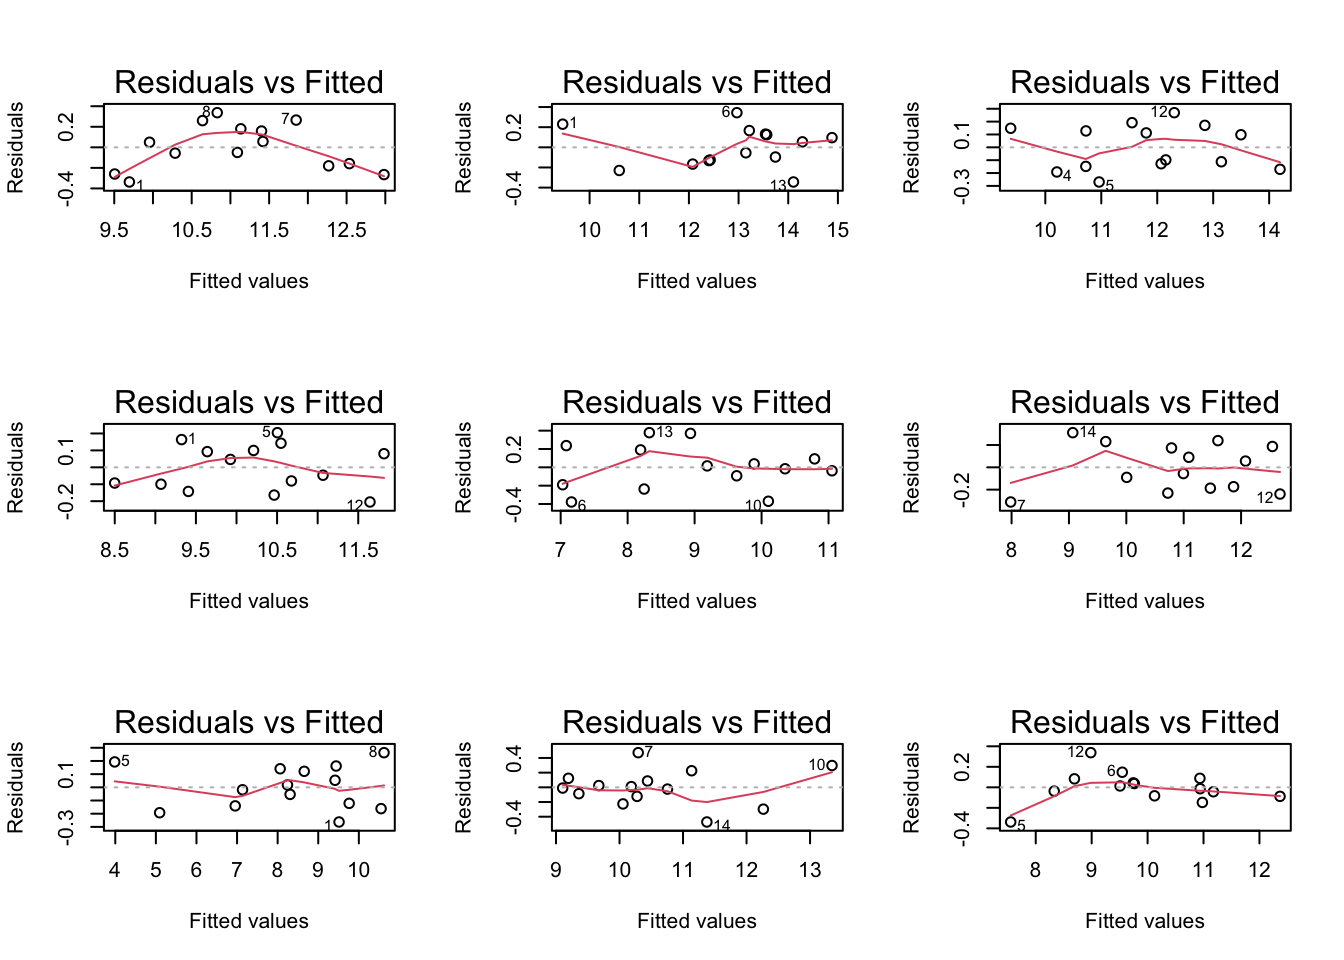 Residuals vs Fitted
Residuals
0.2
-0.4
8
7
1
9.5 10.5 11.5 12.5
Fitted values
Residuals vs Fitted
Residuals
0.2
-0.4
1
6
13
10 11 12 13 14 15
Fitted values
Residuals vs Fitted
Residuals
0.1
-0.3
12
4
5
10 11 12 13 14
Fitted values
Residuals vs Fitted
Residuals
0.1
-0.2
1
5
12
8.5 9.5 10.5 11.5
Fitted values
Residuals vs Fitted
Residuals
0.2
-0.4
13
6
10
7 8 9 10 11
Fitted values
Residuals vs Fitted
Residuals
-0.2
14
7
12
8 9 10 11 12
Fitted values
Residuals vs Fitted
Residuals
0.1
-0.3
5
8
1
4 5 6 7 8 9 10
Fitted values
Residuals vs Fitted
Residuals
0.4
-0.4
7
10
14
9 10 11 12 13
Fitted values
Residuals vs Fitted
Residuals
0.2
-0.4
12
6
5
8 9 10 11 12
Fitted values